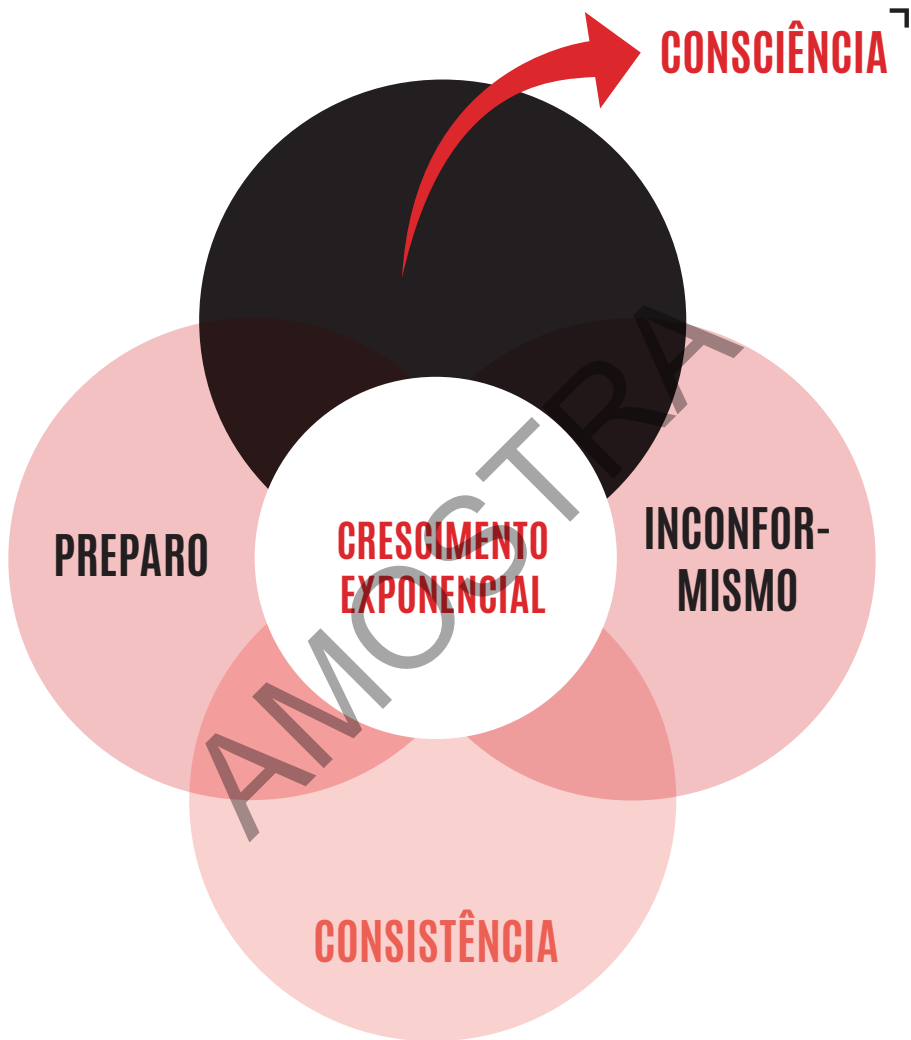 CONSCIÊNCIA
PREPARO
CRESCIMENTO
EXPONENCIAL
INCONFOR-
MISMO
CONSISTÊNCIA
AMOSTRA